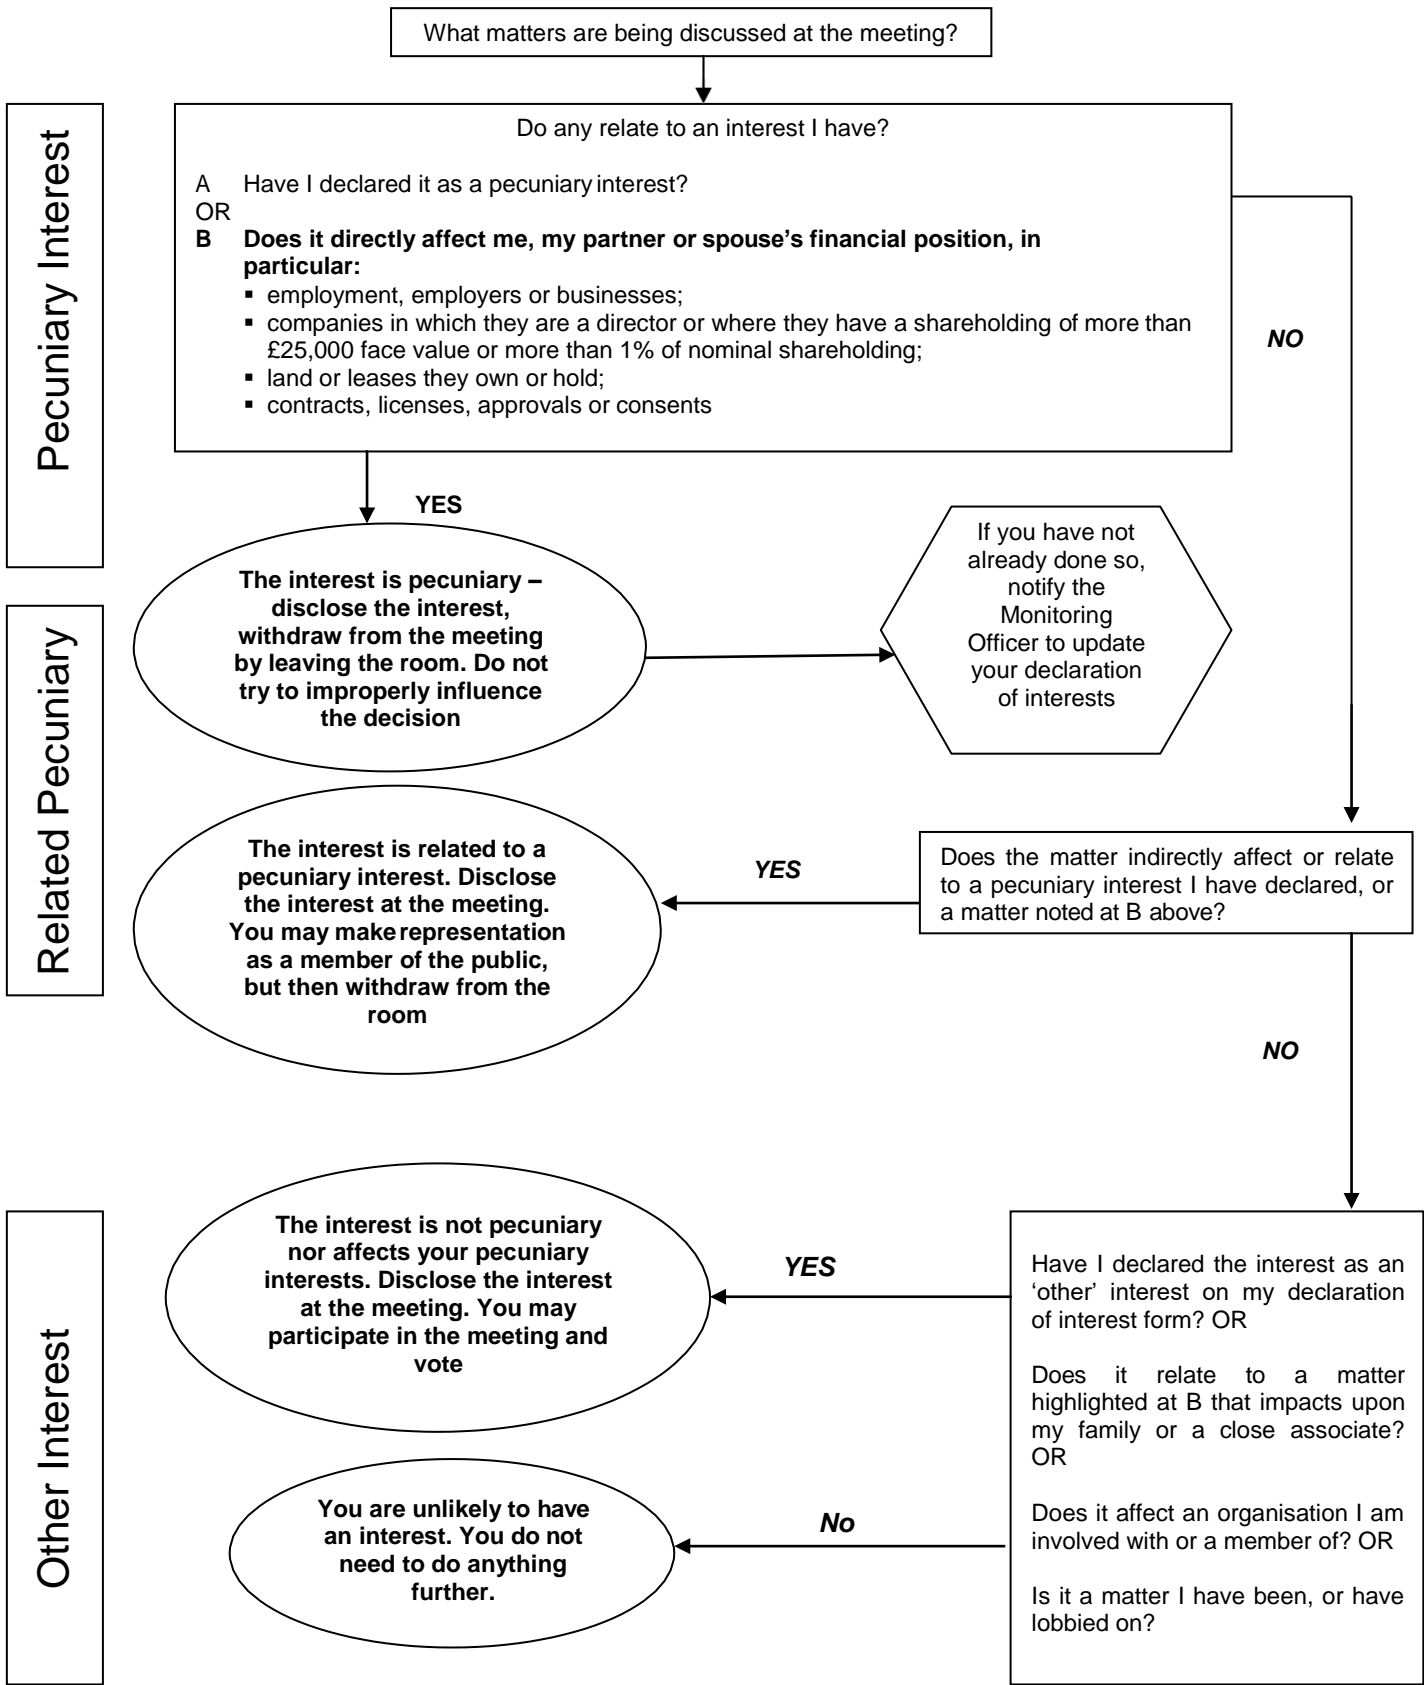 What matters are being discussed at the meeting?
Pecuniary Interest
Do any relate to an interest I have?
A Have I declared it as a pecuniary interest?
OR
B Does it directly affect me, my partner or spouse’s financial position, in
particular:
▪ employment, employers or businesses;
▪ companies in which they are a director or where they have a shareholding of more than
£25,000 face value or more than 1% of nominal shareholding;
▪ land or leases they own or hold;
▪ contracts, licenses, approvals or consents
NO
YES
The interest is pecuniary –
disclose the interest,
withdraw from the meeting
by leaving the room. Do not
try to improperly influence
the decision
If you have not
already done so,
notify the
Monitoring
Officer to update
your declaration
of interests
Related Pecuniary
The interest is related to a
pecuniary interest. Disclose
the interest at the meeting.
You may make representation
as a member of the public,
but then withdraw from the
room
YES
Does the matter indirectly affect or relate
to a pecuniary interest I have declared, or
a matter noted at B above?
NO
Other Interest
The interest is not pecuniary
nor affects your pecuniary
interests. Disclose the interest
at the meeting. You may
participate in the meeting and
vote
YES
Have I declared the interest as an
‘other’ interest on my declaration
of interest form? OR
Does it relate to a matter
highlighted at B that impacts upon
my family or a close associate?
OR
Does it affect an organisation I am
involved with or a member of? OR
Is it a matter I have been, or have
lobbied on?
No
You are unlikely to have
an interest. You do not
need to do anything
further.